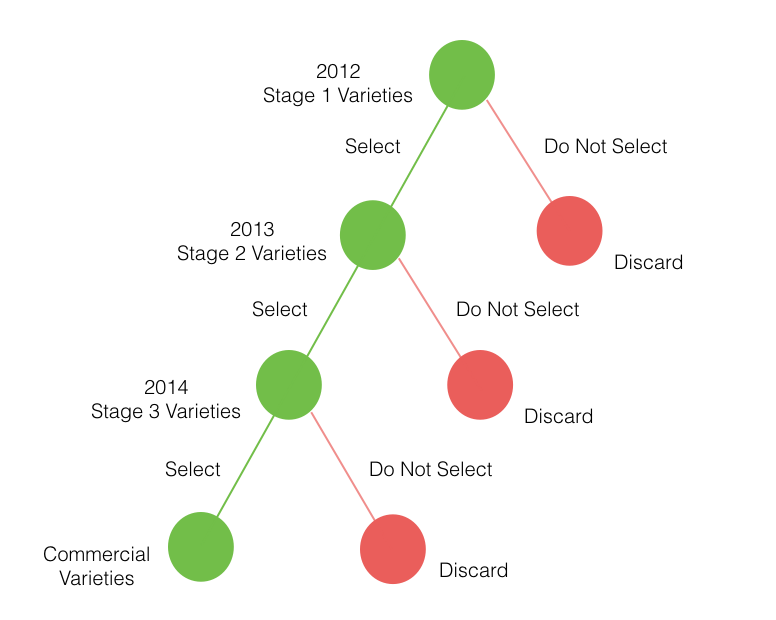 2012
Stage 1 Varieties
Select
Do Not Select
2013
Stage 2 Varieties
Discard
Select
Do Not Select
2014
Stage 3 Varieties
Discard
Select
Do Not Select
Commercial
Varieties
Discard